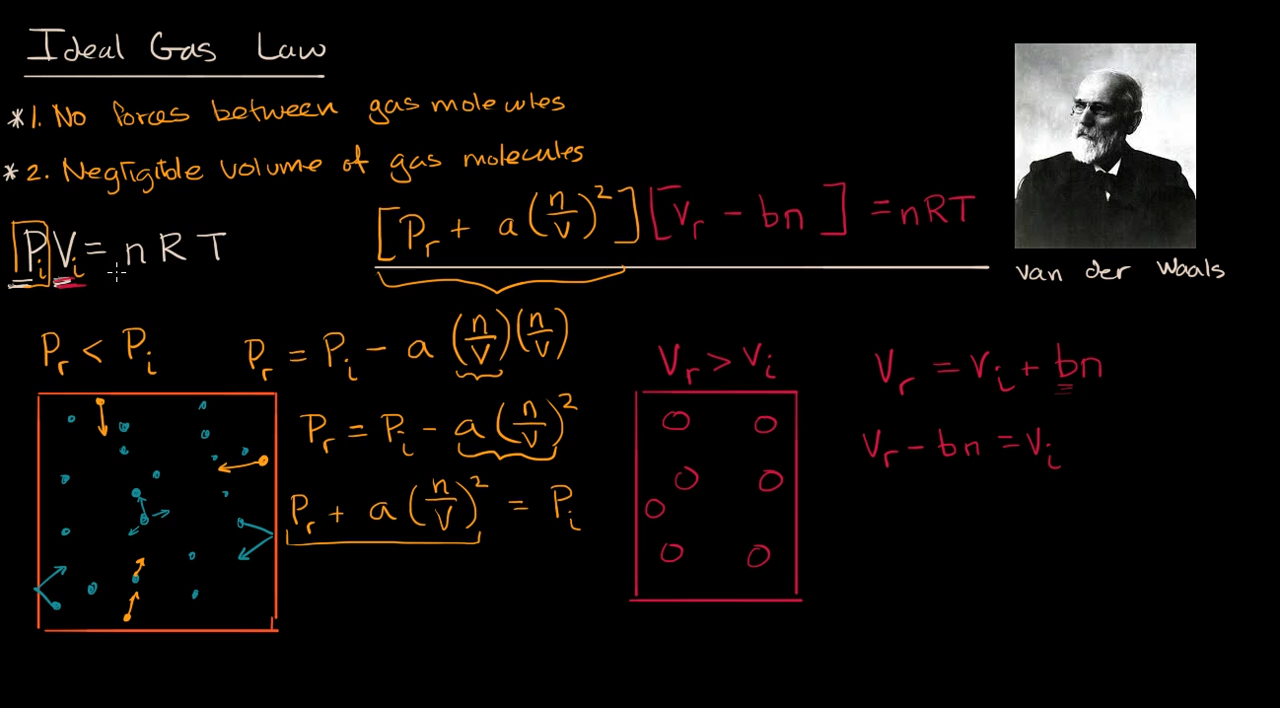 Ideal Gas Law
*1. No forces between gas molecules
*2. Negligible volume of gas molecules
PᵢVᵢ = nRT
[Pᵣ + a(n/V)²][Vᵣ - bn] = nRT
van der Waals
Pᵣ < Pᵢ
Pᵣ = Pᵢ - a(n/V)(n/V)
Pᵣ = Pᵢ - a(n/V)²
Pᵣ + a(n/V)² = Pᵢ
Vᵣ > Vᵢ
Vᵣ = Vᵢ + bn
Vᵣ - bn = Vᵢ